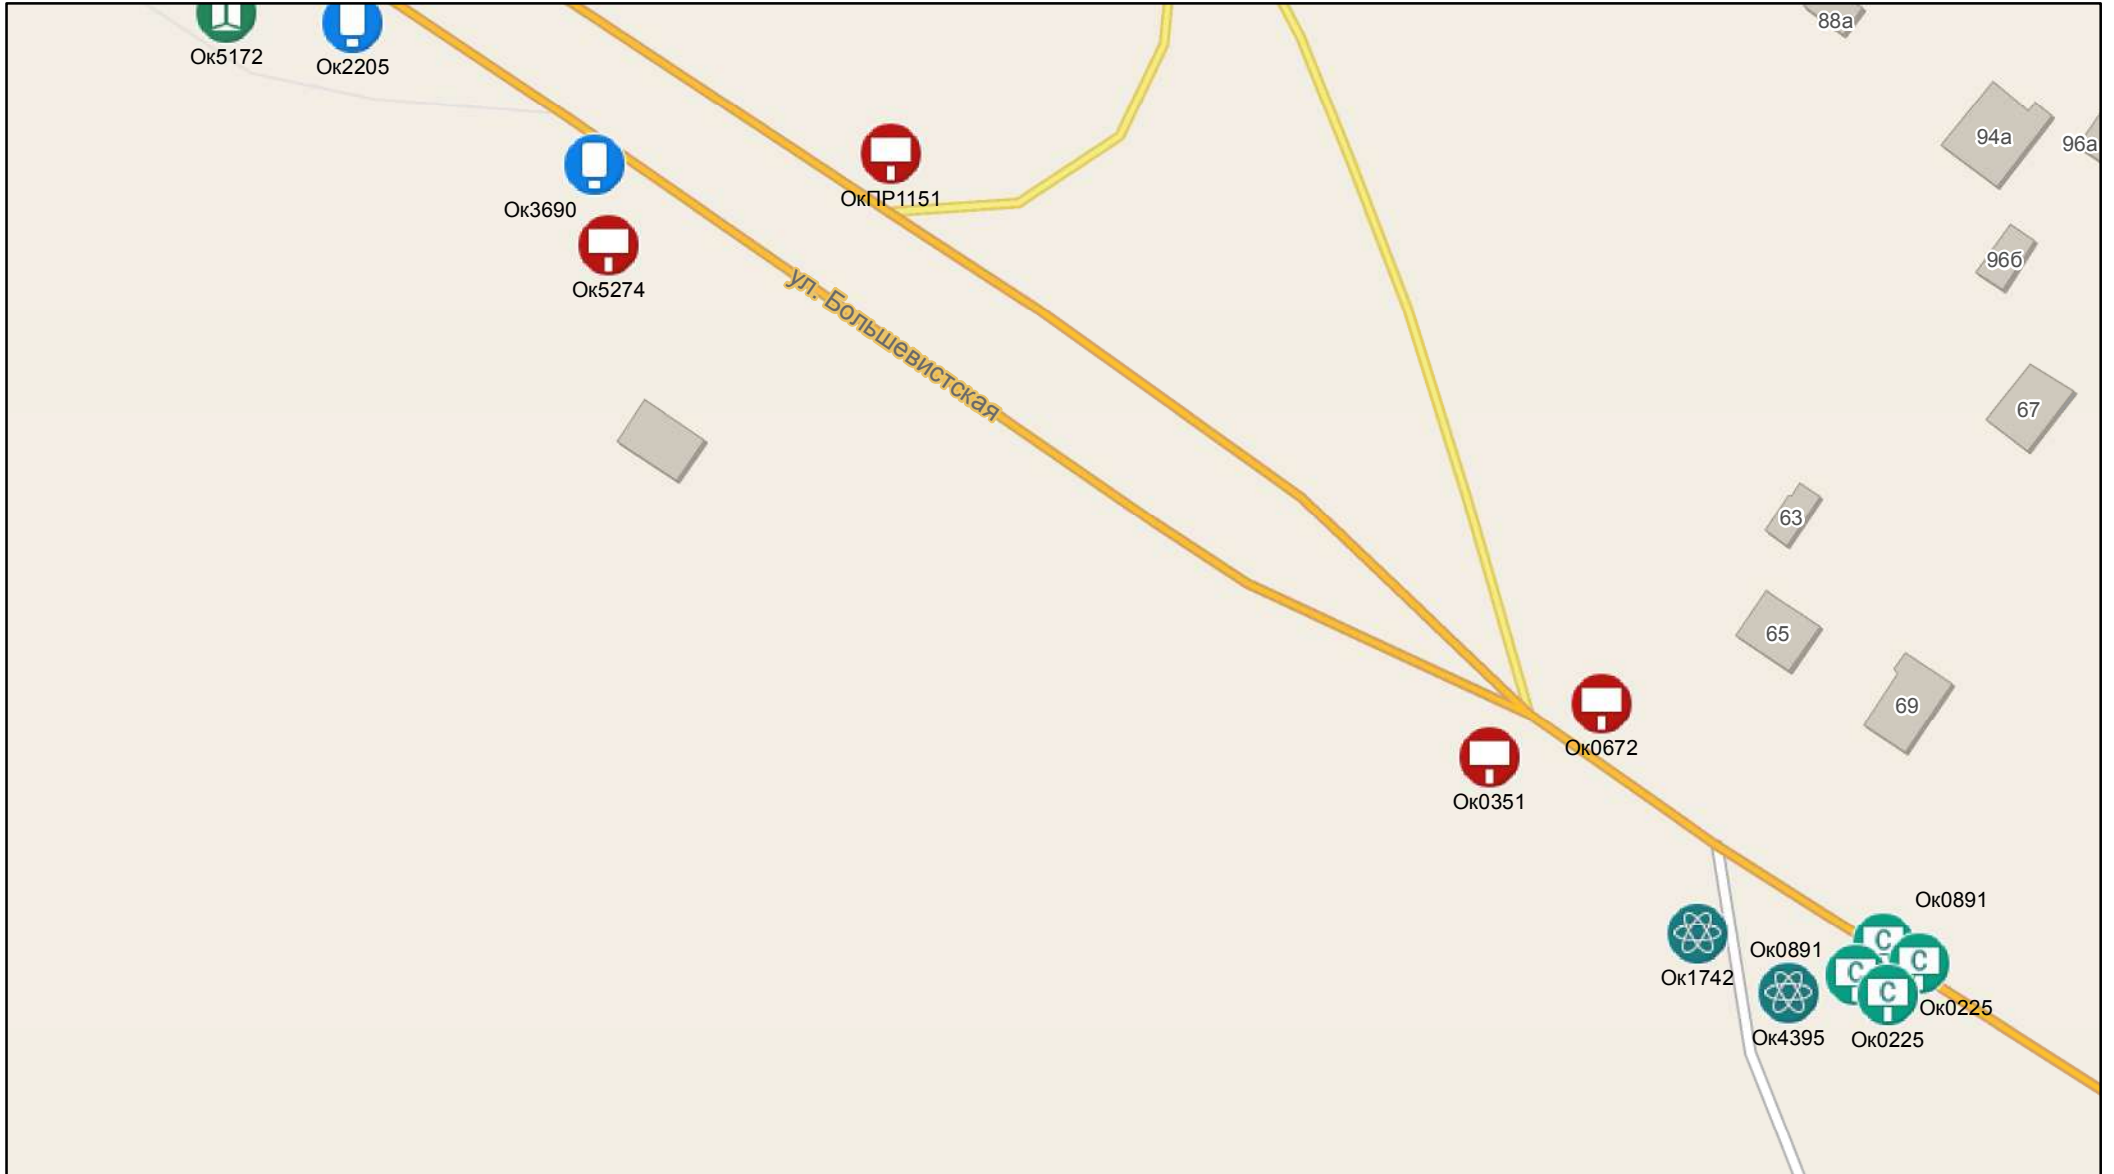 88а
Ок5172
Ок2205
94а
96а
ОкПР1151
Ок3690
96б
Ок5274
ул. Большевистская
67
63
65
69
Ок0672
Ок0351
Ок0891
С
Ок0891
С
С
Ок1742
С
Ок0225
Ок4395
Ок0225